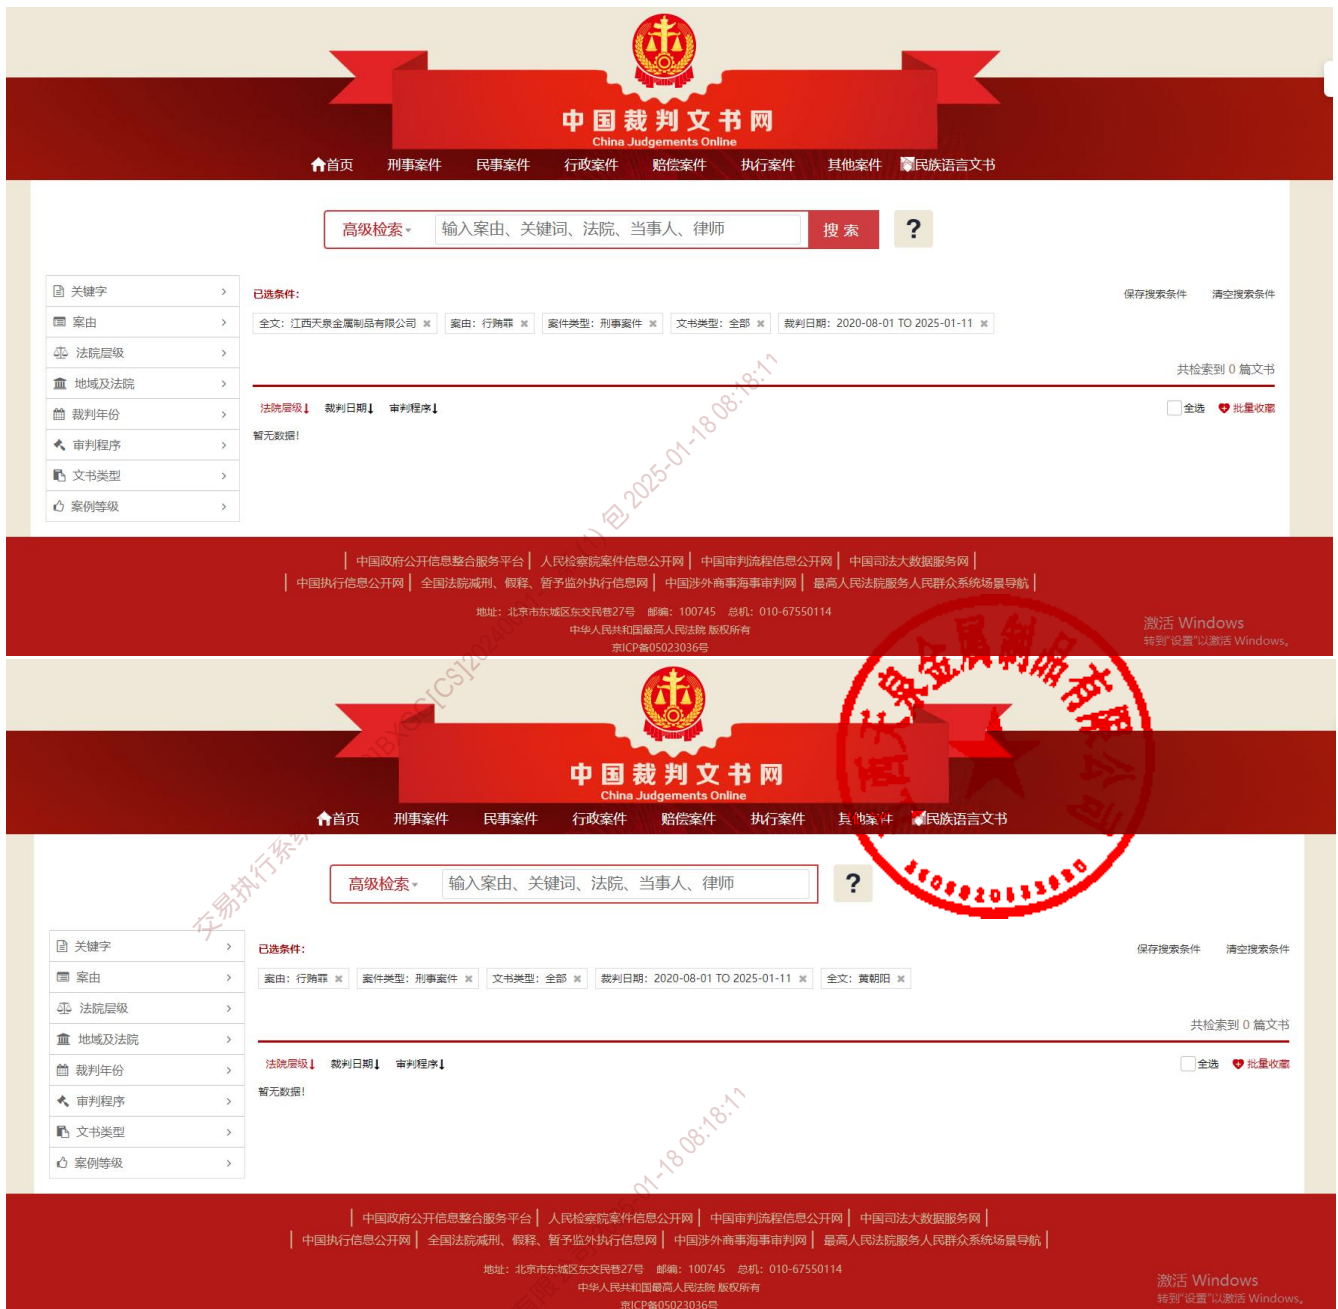 中国裁判文书网
China Judgements Online
首页 刑事案件 民事案件 行政案件 赔偿案件 执行案件 其他案件 民族语言文书
高级检索 输入案由、关键词、法院、当事人、律师 搜索 ?
关键字
案由
法院层级
地域及法院
裁判年份
审判程序
文书类型
案例等级
已选条件： 保存搜索条件 清空搜索条件
全文：江西天泉金属制品有限公司 案由：行贿罪 案件类型：刑事案件 文书类型：全部 裁判日期：2020-08-01 TO 2025-01-11
共检索到 0 篇文书
法院层级 裁判日期 审判程序 全选 批量收藏
暂无数据！
中国政府公开信息整合服务平台 | 人民检察院案件信息公开网 | 中国审判流程信息公开网 | 中国司法大数据服务网 |
中国执行信息公开网 | 全国法院减刑、假释、暂予监外执行信息网 | 中国涉外商事海事审判网 | 最高人民法院服务人民群众系统场景导航 |
地址：北京市东城区东交民巷27号 邮编：100745 总机：010-67550114
中华人民共和国最高人民法院 版权所有
京ICP备05023036号
激活 Windows
转到"设置"以激活 Windows。
中国裁判文书网
China Judgements Online
首页 刑事案件 民事案件 行政案件 赔偿案件 执行案件 其他案件 民族语言文书
高级检索 输入案由、关键词、法院、当事人、律师 ?
关键字
案由
法院层级
地域及法院
裁判年份
审判程序
文书类型
案例等级
已选条件： 保存搜索条件 清空搜索条件
案由：行贿罪 案件类型：刑事案件 文书类型：全部 裁判日期：2020-08-01 TO 2025-01-11 全文：黄朝阳
共检索到 0 篇文书
法院层级 裁判日期 审判程序 全选 批量收藏
暂无数据！
中国政府公开信息整合服务平台 | 人民检察院案件信息公开网 | 中国审判流程信息公开网 | 中国司法大数据服务网 |
中国执行信息公开网 | 全国法院减刑、假释、暂予监外执行信息网 | 中国涉外商事海事审判网 | 最高人民法院服务人民群众系统场景导航 |
地址：北京市东城区东交民巷27号 邮编：100745 总机：010-67550114
中华人民共和国最高人民法院 版权所有
京ICP备05023036号
激活 Windows
转到"设置"以激活 Windows。
西天泉金属制品有限公司
交易执行系统
包 2025-01-18 08:18:11
01-18 08:18:11